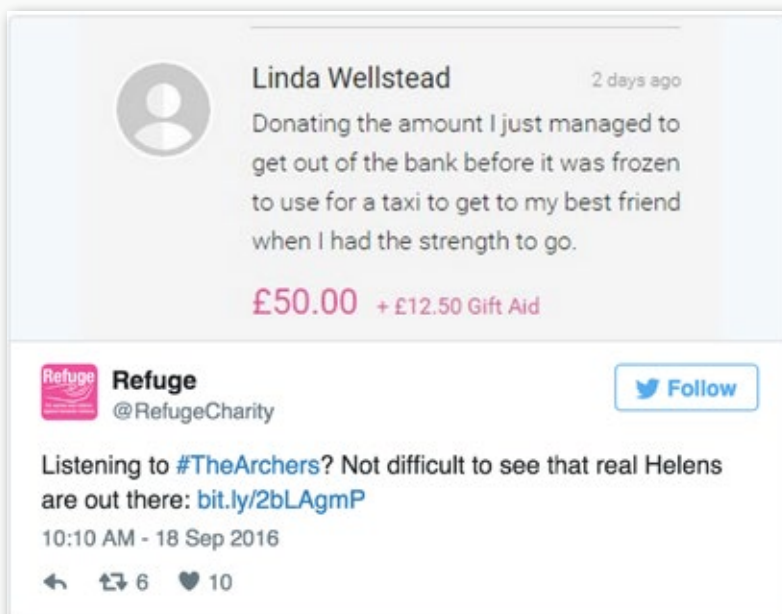 Linda Wellstead
2 days ago
Donating the amount I just managed to
get out of the bank before it was frozen
to use for a taxi to get to my best friend
when I had the strength to go.
£50.00 + £12.50 Gift Aid
Refuge
Refuge
@RefugeCharity
Follow
Listening to #TheArchers? Not difficult to see that real Helens
are out there: bit.ly/2bLAgmP
10:10 AM - 18 Sep 2016
6 10